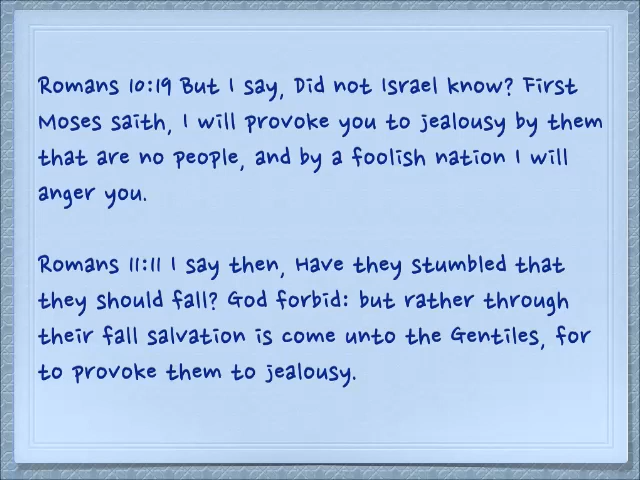 Romans 10:19 But I say, Did not Israel know? First
Moses saith, I will provoke you to jealousy by them
that are no people, and by a foolish nation I will
anger you.
Romans 11:11 I say then, Have they stumbled that
they should fall? God forbid: but rather through
their fall salvation is come unto the Gentiles, for
to provoke them to jealousy.